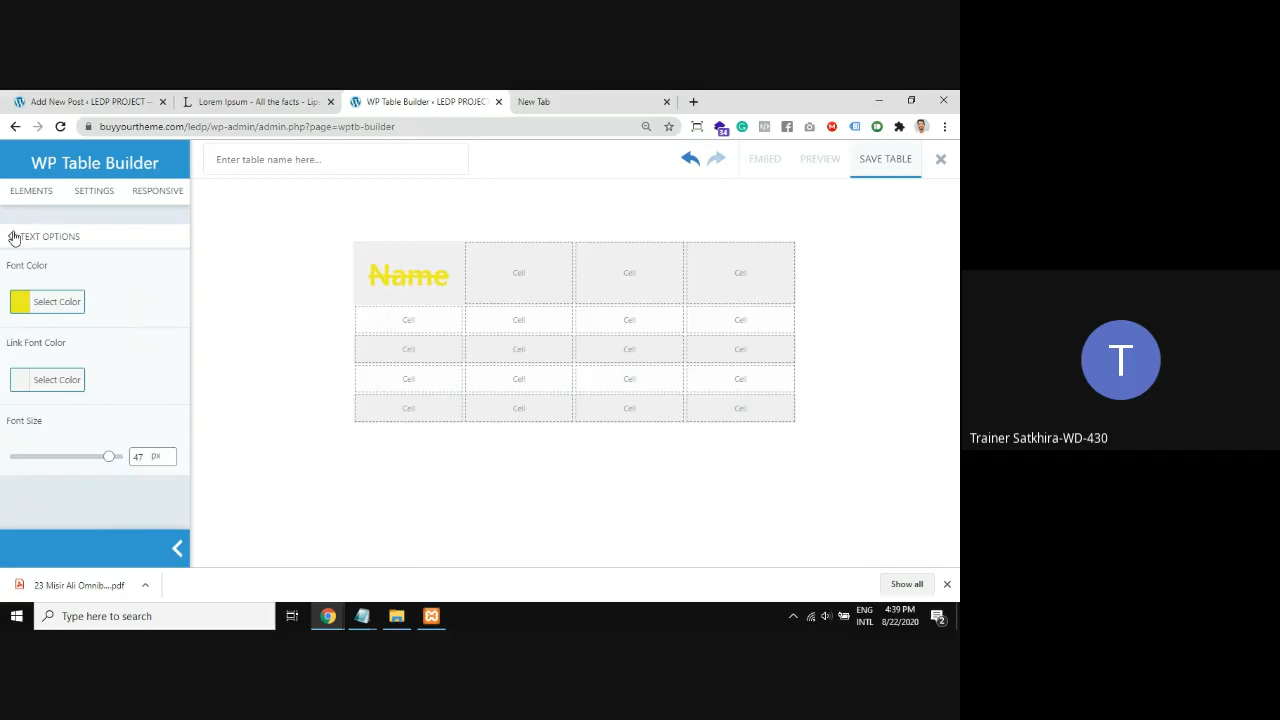 Add New Post ‹ LEDP PROJECT —
Lorem Ipsum - All the facts - Lip
WP Table Builder ‹ LEDP PROJECT
New Tab
buyyourtheme.com/ledp/wp-admin/admin.php?page=wptb-builder
34
WP Table Builder
Enter table name here...
EMBED
PREVIEW
SAVE TABLE
ELEMENTS
SETTINGS
RESPONSIVE
TEXT OPTIONS
Font Color
Select Color
Link Font Color
Select Color
Font Size
47 px
Name Cell Cell Cell
Cell Cell Cell Cell
Cell Cell Cell Cell
Cell Cell Cell Cell
Cell Cell Cell Cell
T
Trainer Satkhira-WD-430
23 Misir Ali Omnib....pdf
Show all
Type here to search
ENG
INTL
4:39 PM
8/22/2020
2